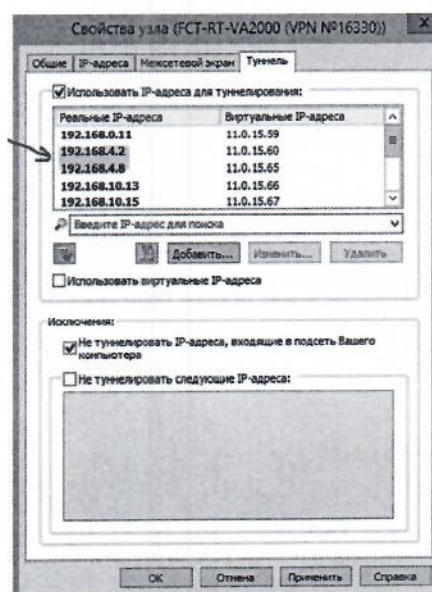 Свойства узла (FCT-RT-VA2000 (VPN №16330))
x
Общие IP-адреса Межсетевой экран Туннель
Использовать IP-адреса для туннелирования:
Реальные IP-адреса Виртуальные IP-адреса
192.168.0.11 11.0.15.59
192.168.4.2 11.0.15.60
192.168.4.8 11.0.15.65
192.168.10.13 11.0.15.66
192.168.10.15 11.0.15.67
Введите IP-адрес для поиска
Добавить... Изменить... Удалить
Использовать виртуальные IP-адреса
Исключения:
Не туннелировать IP-адреса, входящие в подсеть Вашего
компьютера
Не туннелировать следующие IP-адреса:
OK Отмена Применить Справка